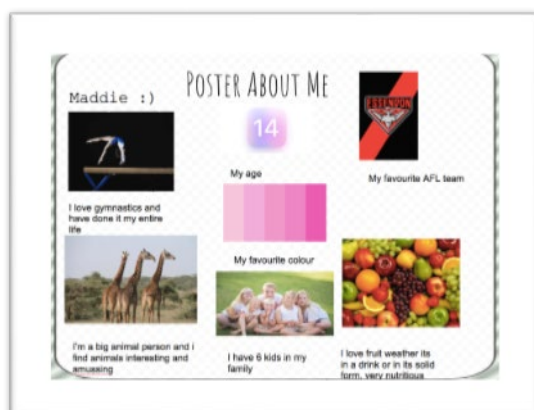 POSTER ABOUT ME
Maddie :)
14
ESSENDON
My age
My favourite AFL team
I love gymnastics and
have done it my entire
life
My favourite colour
I'm a big animal person and i
find animals interesting and
amussing
I have 6 kids in my
family
I love fruit weather its
in a drink or in its solid
form, very nutritious